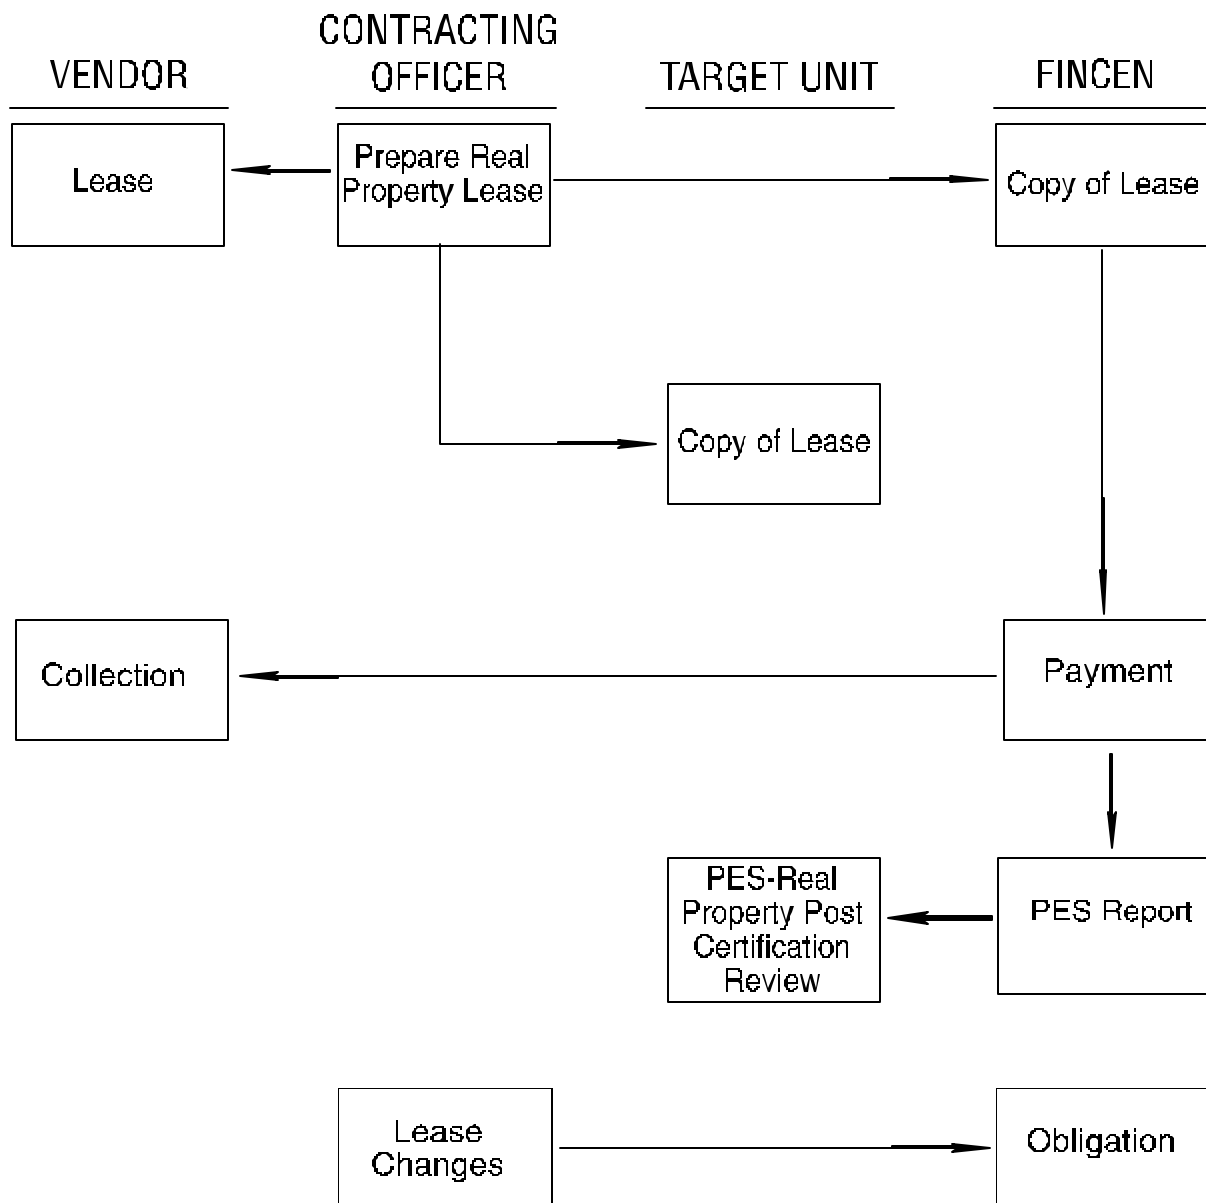 VENDOR
CONTRACTING
OFFICER
TARGET UNIT
FINCEN
Lease
Prepare Real
Property Lease
Copy of Lease
Copy of Lease
Collection
Payment
PES-Real
Property Post
Certification
Review
PES Report
Lease
Changes
Obligation